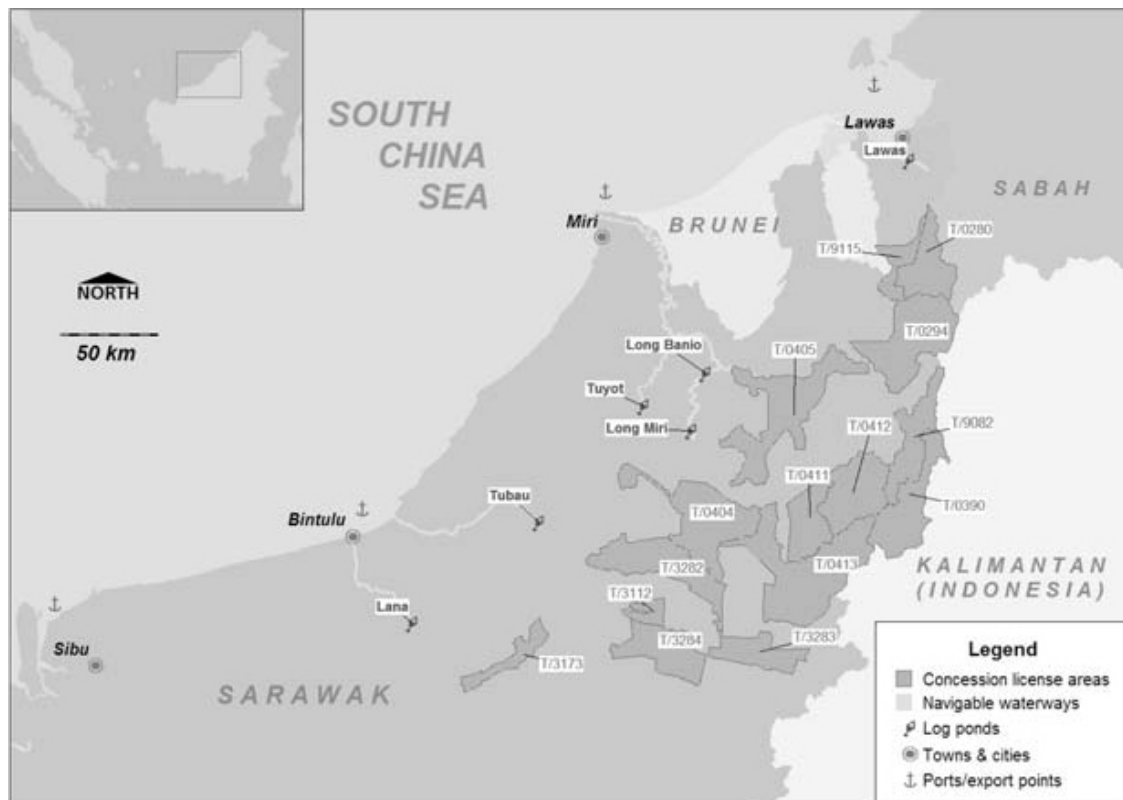 SOUTH
CHINA
SEA
Lawas
Lawas
SABAH
Miri
BRUNEI
T/0280
T/9115
NORTH
50 km
T/0294
Long Banio
T/0405
Tuyot
Long Miri
T/0412
T/9082
T/0411
Tubau
T/0390
Bintulu
T/0404
KALIMANTAN
(INDONESIA)
T/3282
T/0413
T/3112
Lana
T/3284
T/3283
Sibu
T/3173
SARAWAK
Legend
Concession license areas
Navigable waterways
Log ponds
Towns & cities
Ports/export points